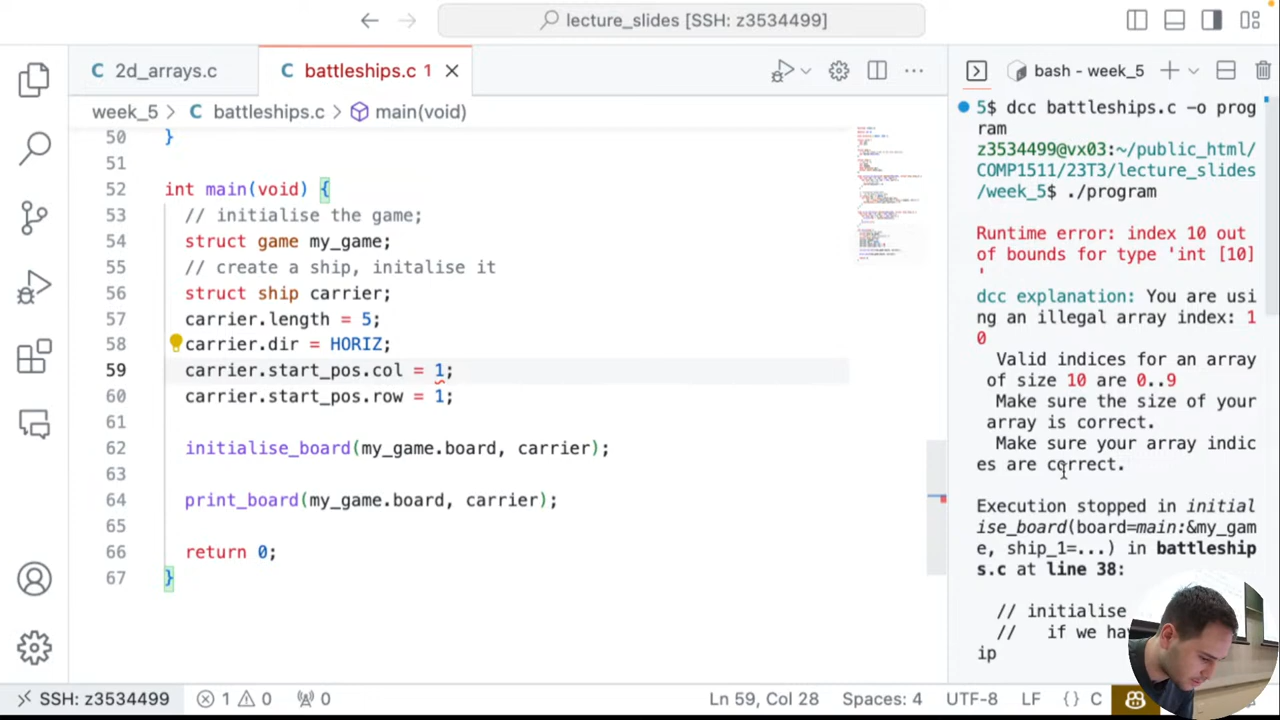 lecture_slides [SSH: z3534499]
2d_arrays.c
battleships.c 1
week_5 > battleships.c > main(void)
50 }
51
52 int main(void) {
53 // initialise the game;
54 struct game my_game;
55 // create a ship, initalise it
56 struct ship carrier;
57 carrier.length = 5;
58 carrier.dir = HORIZ;
59 carrier.start_pos.col = 1;
60 carrier.start_pos.row = 1;
61
62 initialise_board(my_game.board, carrier);
63
64 print_board(my_game.board, carrier);
65
66 return 0;
67 }
bash - week_5
5$ dcc battleships.c -o prog
ram
z3534499@vx03:~/public_html/
COMP1511/23T3/lecture_slides
/week_5$ ./program
Runtime error: index 10 out
of bounds for type 'int [10]
'
dcc explanation: You are usi
ng an illegal array index: 1
0
Valid indices for an array
of size 10 are 0..9
Make sure the size of your
array is correct.
Make sure your array indic
es are correct.
Execution stopped in initial
ise_board(board=main:&my_gam
e, ship_1=...) in battleship
s.c at line 38:
// initialise
// if we ha
ip
SSH: z3534499
1 0
0
Ln 59, Col 28
Spaces: 4
UTF-8
LF
{ } C